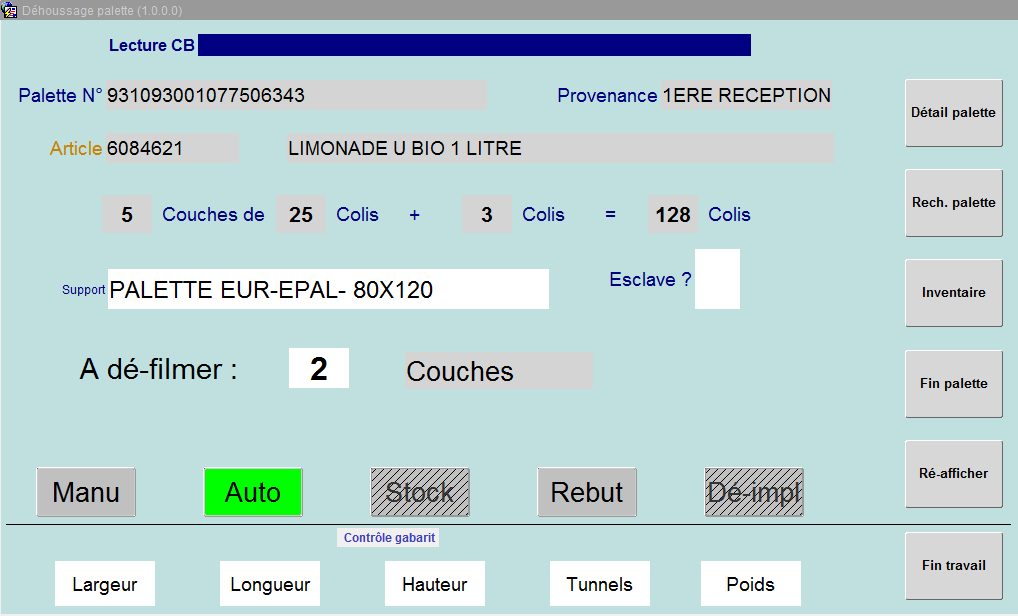 Déhoussage palette (1.0.0.0)
Lecture CB
Palette N° 931093001077506343 Provenance 1ERE RECEPTION
Détail palette
Article 6084621 LIMONADE U BIO 1 LITRE
Rech. palette
5 Couches de 25 Colis + 3 Colis = 128 Colis
Support PALETTE EUR-EPAL- 80X120 Esclave ?
Inventaire
A dé-filmer : 2 Couches
Fin palette
Ré-afficher
Manu Auto Stock Rebut Dé-impl
Contrôle gabarit
Fin travail
Largeur Longueur Hauteur Tunnels Poids